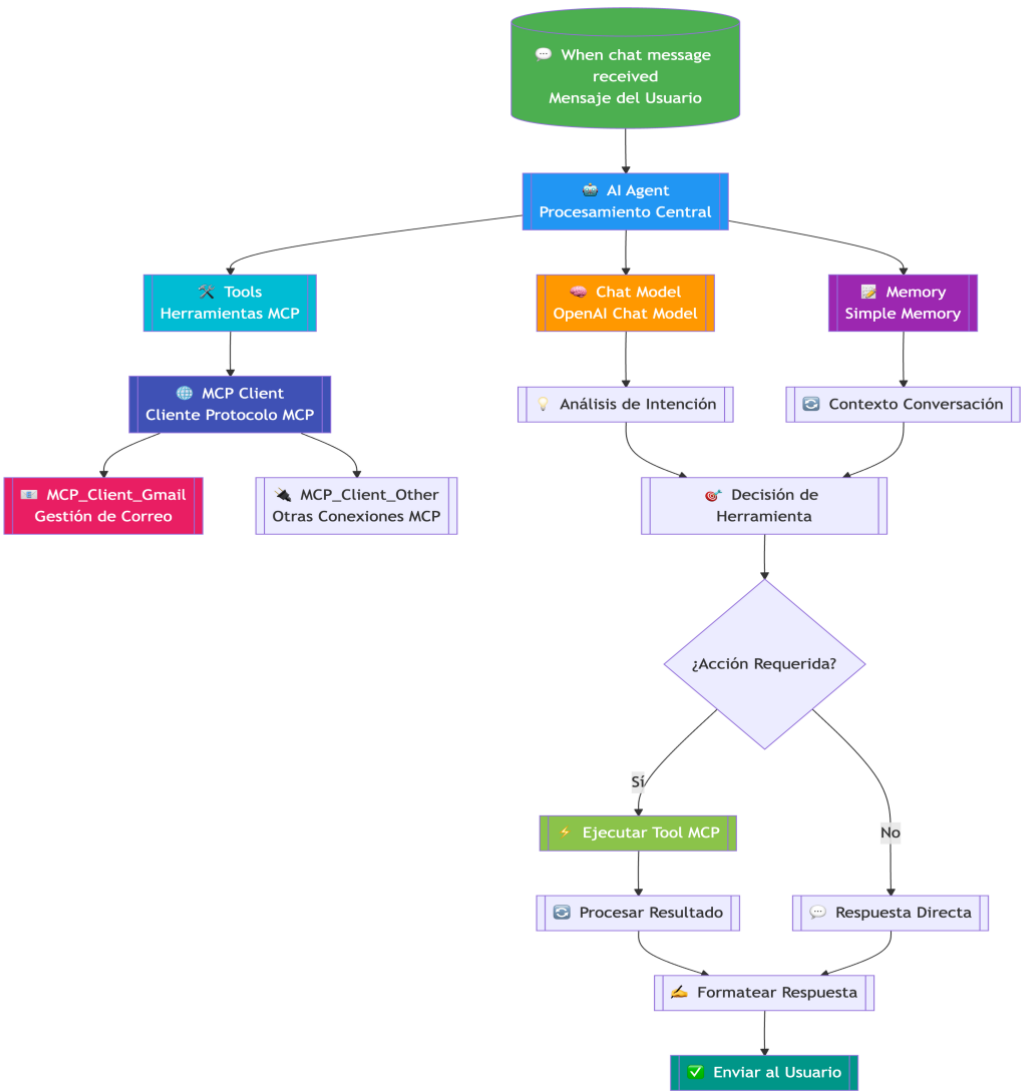 💬 When chat message
received
Mensaje del Usuario
🤖 AI Agent
Procesamiento Central
🛠️ Tools
Herramientas MCP
🧠 Chat Model
OpenAI Chat Model
📝 Memory
Simple Memory
🌐 MCP Client
Cliente Protocolo MCP
💡 Análisis de Intención
🔄 Contexto Conversación
📧 MCP_Client_Gmail
Gestión de Correo
🔌 MCP_Client_Other
Otras Conexiones MCP
🎯 Decisión de
Herramienta
¿Acción Requerida?
Sí
No
⚡ Ejecutar Tool MCP
🔄 Procesar Resultado
💬 Respuesta Directa
✍️ Formatear Respuesta
✅ Enviar al Usuario